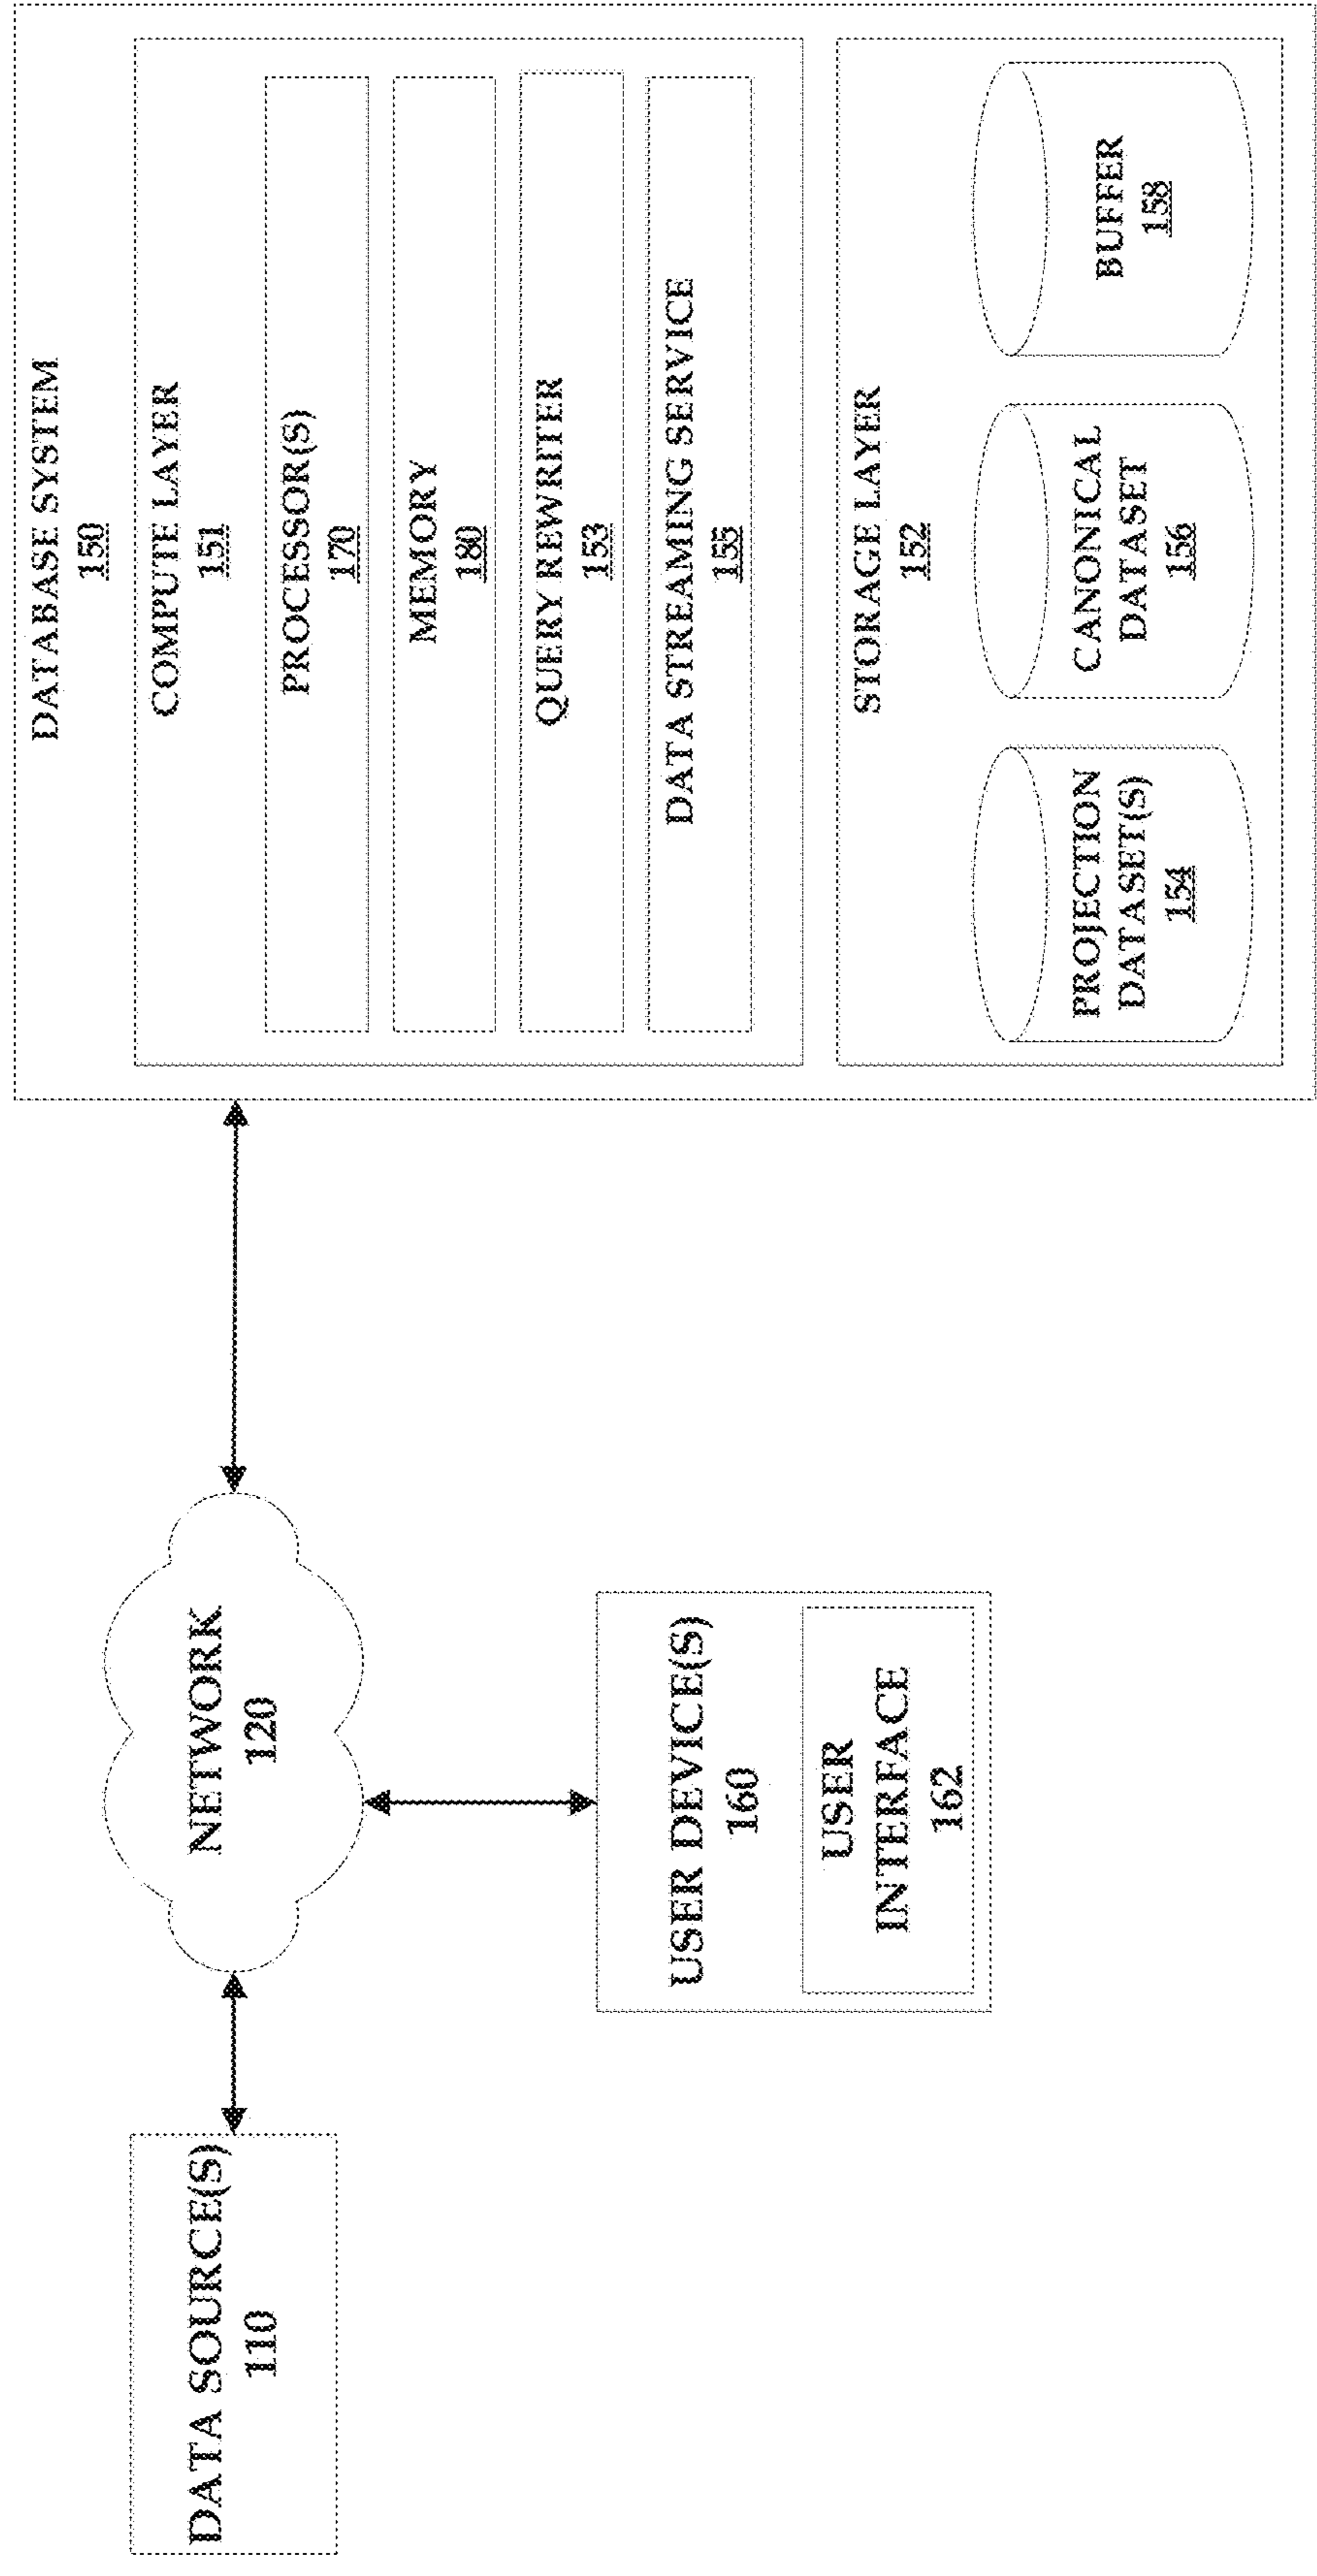 DATA SOURCE(S)
110
NETWORK
120
USER DEVICE(S)
160
USER
INTERFACE
162
DATABASE SYSTEM
150
COMPUTE LAYER
151
PROCESSOR(S)
170
MEMORY
180
QUERY REWRITER
153
DATA STREAMING SERVICE
155
STORAGE LAYER
152
PROJECTION
DATASET(S)
154
CANONICAL
DATASET
156
BUFFER
158